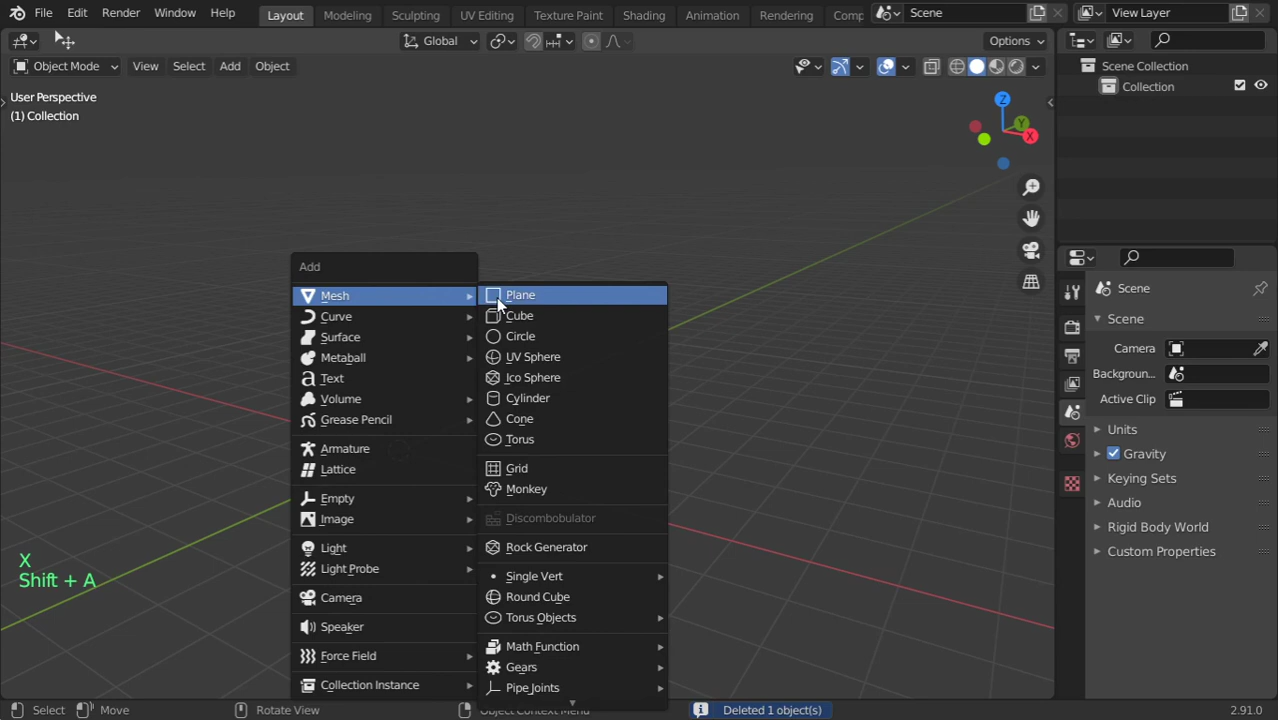 File Edit Render Window Help Layout Modeling Sculpting UV Editing Texture Paint Shading Animation Rendering Comp Scene View Layer
Global Options
Object Mode View Select Add Object
User Perspective
(1) Collection
Z
Y
X
Scene Collection
Collection
Add
Mesh
Curve
Surface
Metaball
Text
Volume
Grease Pencil
Armature
Lattice
Empty
Image
Light
Light Probe
Camera
Speaker
Force Field
Collection Instance
Plane
Cube
Circle
UV Sphere
Ico Sphere
Cylinder
Cone
Torus
Grid
Monkey
Discombobulator
Rock Generator
Single Vert
Round Cube
Torus Objects
Math Function
Gears
Pipe Joints
Scene
Scene
Camera
Backgroun...
Active Clip
Units
Gravity
Keying Sets
Audio
Rigid Body World
Custom Properties
X
Shift + A
Select Move Rotate View Object Context Menu Deleted 1 object(s) 2.91.0